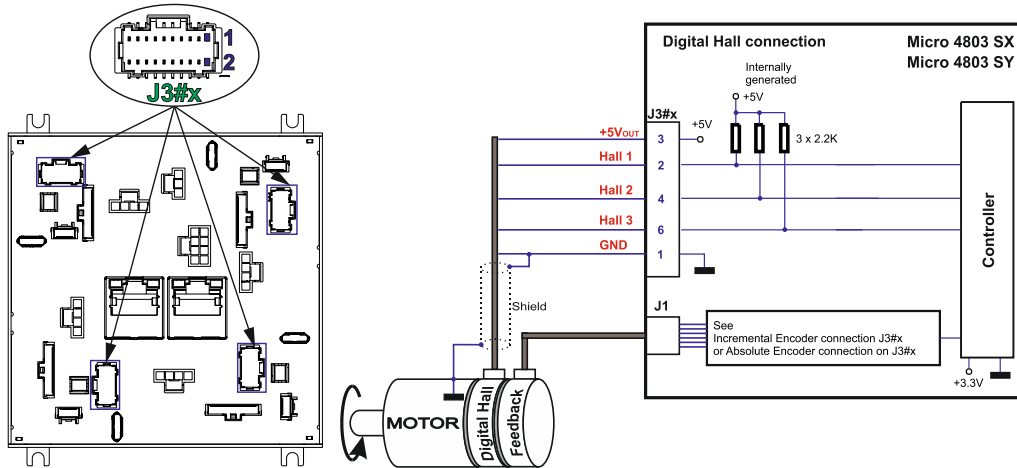 1
2
J3#x
Digital Hall connection
Micro 4803 SX
Micro 4803 SY
Internally
generated
+5V
J3#x
+5VOUT
3
+5V
3 x 2.2K
Hall 1
2
Hall 2
4
Hall 3
6
GND
1
Controller
Shield
J1
See
Incremental Encoder connection J3#x
or Absolute Encoder connection on J3#x
+3.3V
MOTOR
Digital Hall
Feedback